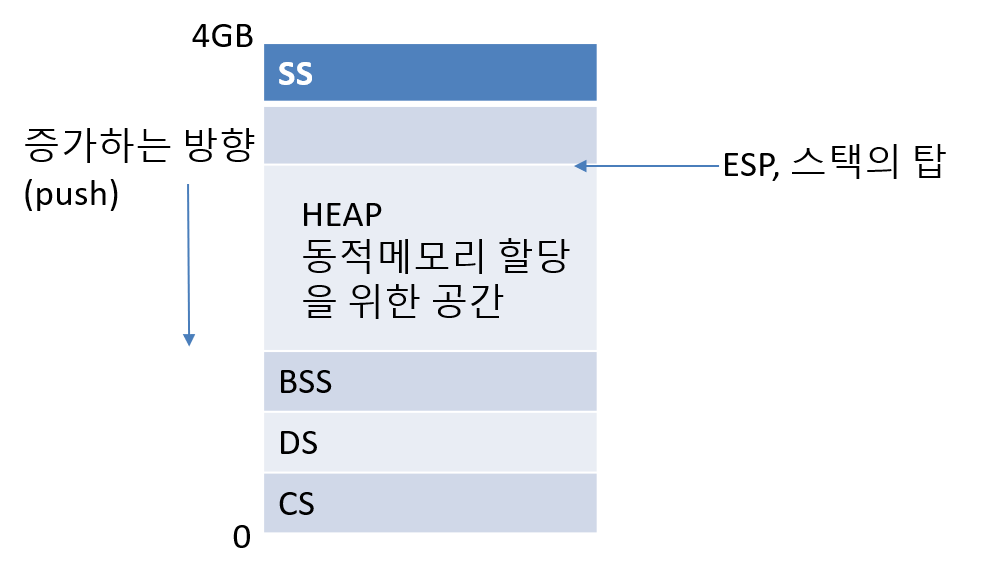 4GB
SS
증가하는 방향
(push)
ESP, 스택의 탑
HEAP
동적메모리 할당
을 위한 공간
BSS
DS
CS
0